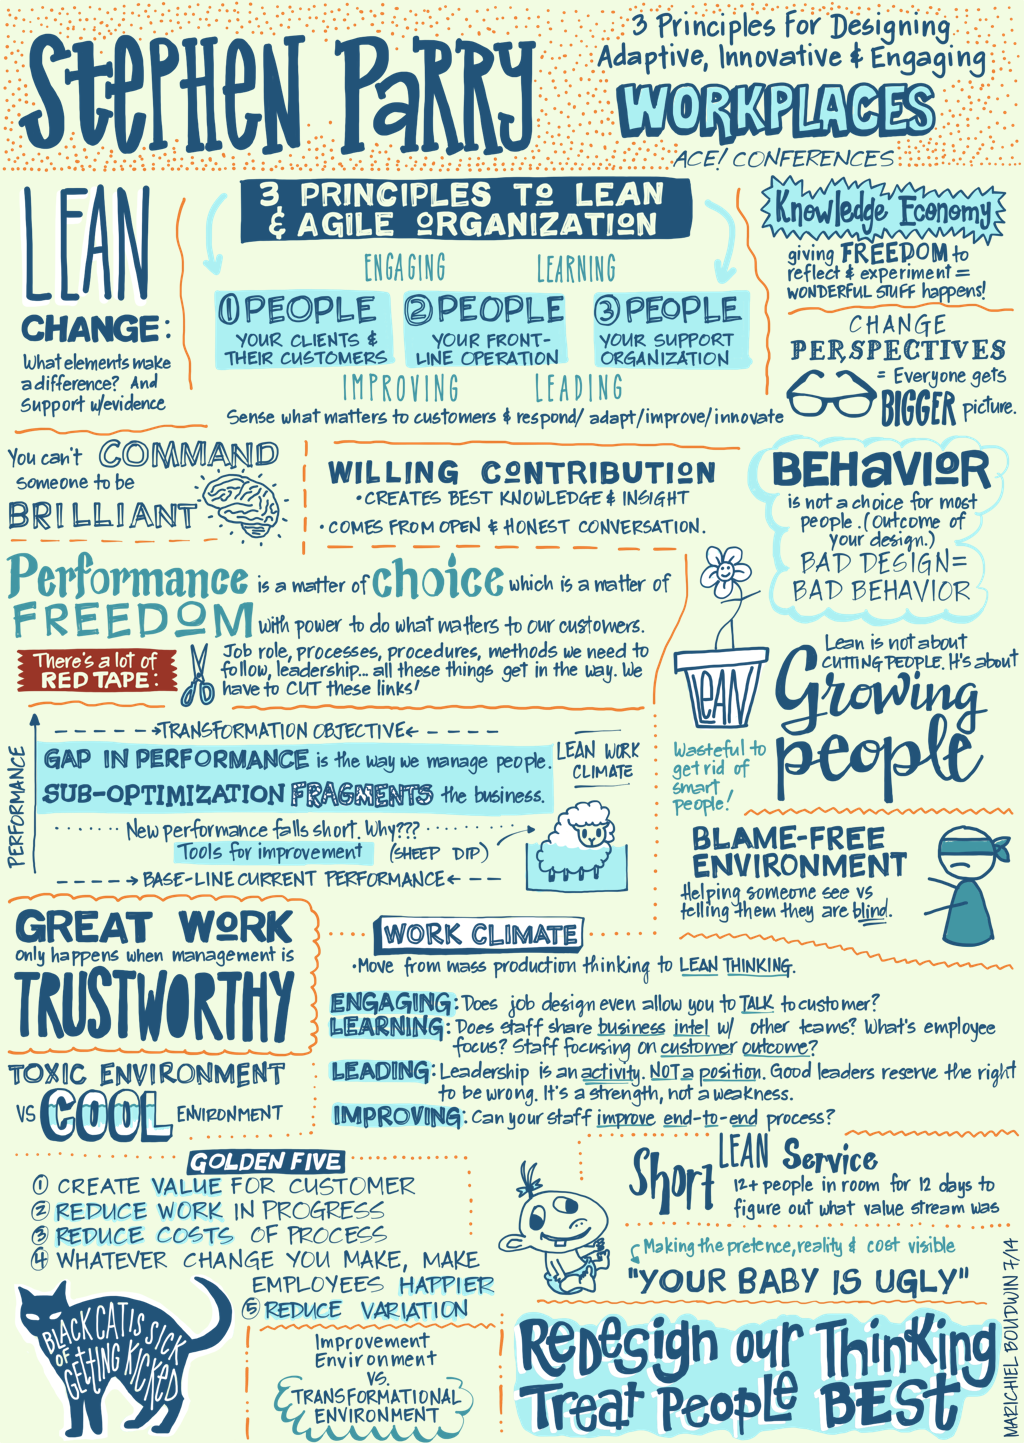 Stephen Parry
3 Principles For Designing
Adaptive, Innovative & Engaging
WORKPLACES
ACE! CONFERENCES
LEAN
CHANGE:
What elements make
a difference? And
Support w/evidence
3 PRINCIPLES TO LEAN
& AGILE ORGANIZATION
ENGAGING LEARNING
① PEOPLE
YOUR CLIENTS &
THEIR CUSTOMERS
② PEOPLE
YOUR FRONT-
LINE OPERATION
③ PEOPLE
YOUR SUPPORT
ORGANIZATION
IMPROVING LEADING
Sense what matters to customers & respond/ adapt/improve/innovate
Knowledge Economy
giving FREEDOM to
reflect & experiment =
WONDERFUL STUFF happens!
CHANGE
PERSPECTIVES
= Everyone gets
BIGGER picture.
You can't COMMAND
someone to be
BRILLIANT
WILLING CONTRIBUTION
• CREATES BEST KNOWLEDGE & INSIGHT
• COMES FROM OPEN & HONEST CONVERSATION.
BEHAVIOR
is not a choice for most
people. (Outcome of
your design.)
BAD DESIGN=
BAD BEHAVIOR
Performance is a matter of choice which is a matter of
FREEDOM with power to do what matters to our customers.
There's a lot of
RED TAPE:
Job role, processes, procedures, methods we need to
follow, leadership... all these things get in the way. We
have to CUT these links!
LEAN
Wasteful to
get rid of
smart
people!
Lean is not about
CUTTING PEOPLE. It's about
Growing
people
PERFORMANCE
TRANSFORMATION OBJECTIVE
GAP IN PERFORMANCE is the way we manage people.
SUB-OPTIMIZATION FRAGMENTS the business.
New performance falls short. Why???
Tools for improvement (SHEEP DIP)
BASE-LINE CURRENT PERFORMANCE
LEAN WORK
CLIMATE
BLAME-FREE
ENVIRONMENT
Helping someone see vs
telling them they are blind.
GREAT WORK
only happens when management is
TRUSTWORTHY
TOXIC ENVIRONMENT
VS COOL ENVIRONMENT
WORK CLIMATE
• Move from mass production thinking to LEAN THINKING.
ENGAGING: Does job design even allow you to TALK to customer?
LEARNING: Does staff share business intel w/ other teams? What's employee
focus? Staff focusing on customer outcome?
LEADING: Leadership is an activity. NOT a position. Good leaders reserve the right
to be wrong. It's a strength, not a weakness.
IMPROVING: Can your staff improve end-to-end process?
GOLDEN FIVE
① CREATE VALUE FOR CUSTOMER
② REDUCE WORK IN PROGRESS
③ REDUCE COSTS OF PROCESS
④ WHATEVER CHANGE YOU MAKE, MAKE
EMPLOYEES HAPPIER
⑤ REDUCE VARIATION
BLACK CAT IS SICK
OF GETTING KICKED
Improvement
Environment
vs.
TRANSFORMATIONAL
ENVIRONMENT
Short LEAN Service
12+ people in room for 12 days to
figure out what value stream was
Making the pretence, reality & cost visible
"YOUR BABY IS UGLY"
Redesign our Thinking
Treat People BEST
MARICHIEL BOUDWIN 7/14